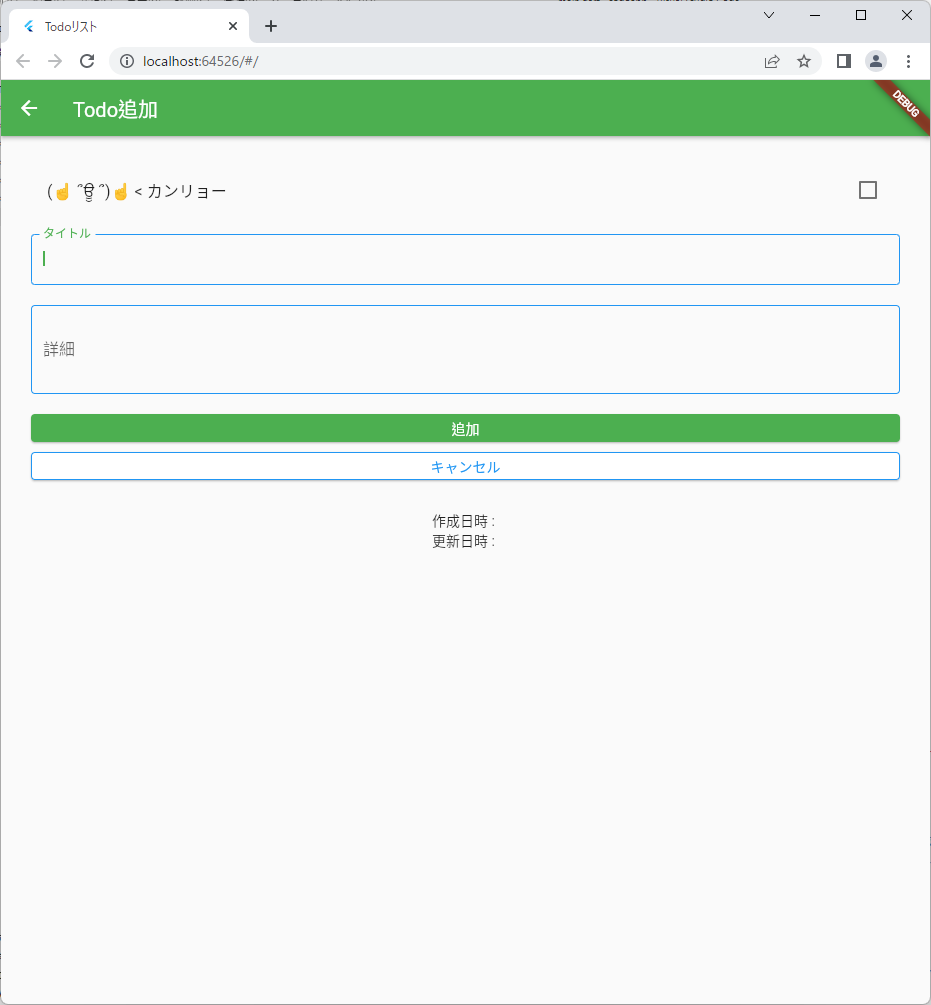 Todoリスト
localhost:64526/#/
Todo追加
DEBUG
(☝ ՞ਊ ՞)☝ < カンリョー
タイトル
詳細
追加
キャンセル
作成日時 :
更新日時 :